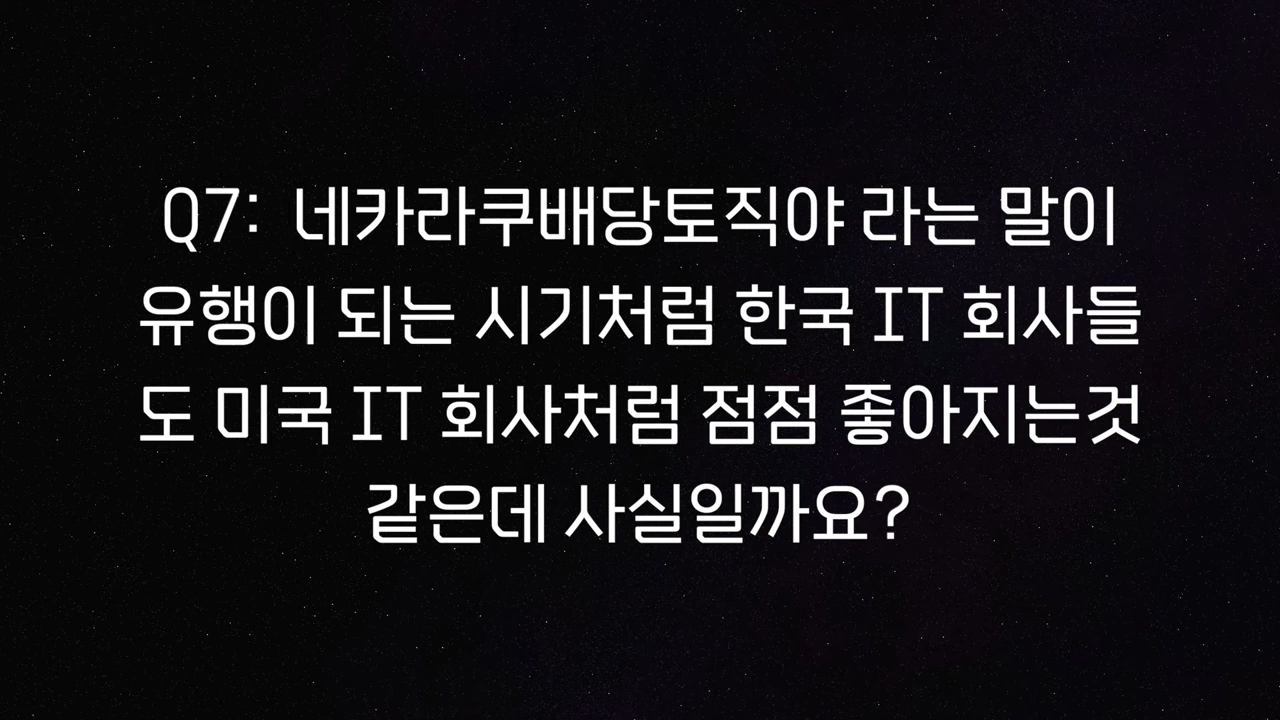 Q7: 네카라쿠배당토직야 라는 말이
유행이 되는 시기처럼 한국 IT 회사들
도 미국 IT 회사처럼 점점 좋아지는것
같은데 사실일까요?